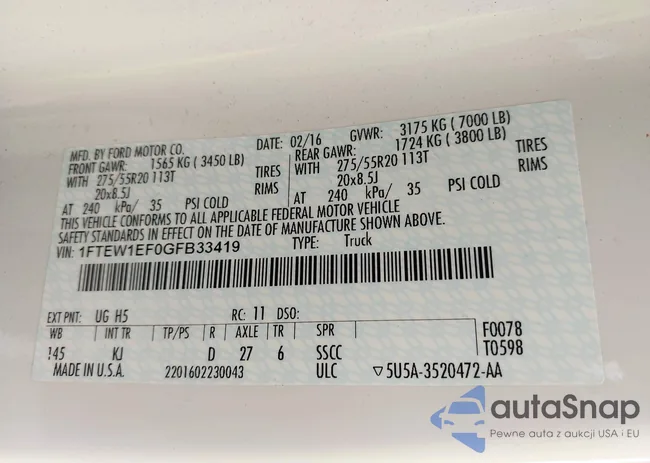 MFD. BY FORD MOTOR CO.
DATE: 02/16 GVWR: 3175 KG ( 7000 LB)
FRONT GAWR: 1565 KG ( 3450 LB) REAR GAWR: 1724 KG ( 3800 LB)
WITH 275/55R20 113T TIRES WITH 275/55R20 113T TIRES
20x8.5J RIMS 20x8.5J RIMS
AT 240 kPa/ 35 PSI COLD AT 240 kPa/ 35 PSI COLD
THIS VEHICLE CONFORMS TO ALL APPLICABLE FEDERAL MOTOR VEHICLE
SAFETY STANDARDS IN EFFECT ON THE DATE OF MANUFACTURE SHOWN ABOVE.
VIN: 1FTEW1EF0GFB33419 TYPE: Truck
EXT PNT: UG H5 RC: 11 DSO: F0078
WB INT TR TP/PS R AXLE TR SPR T0598
145 KJ D 27 6 SSCC
MADE IN U.S.A. 2201602230043 ULC ▽5U5A-3520472-AA
autaSnap
Pewne auta z aukcji USA i EU